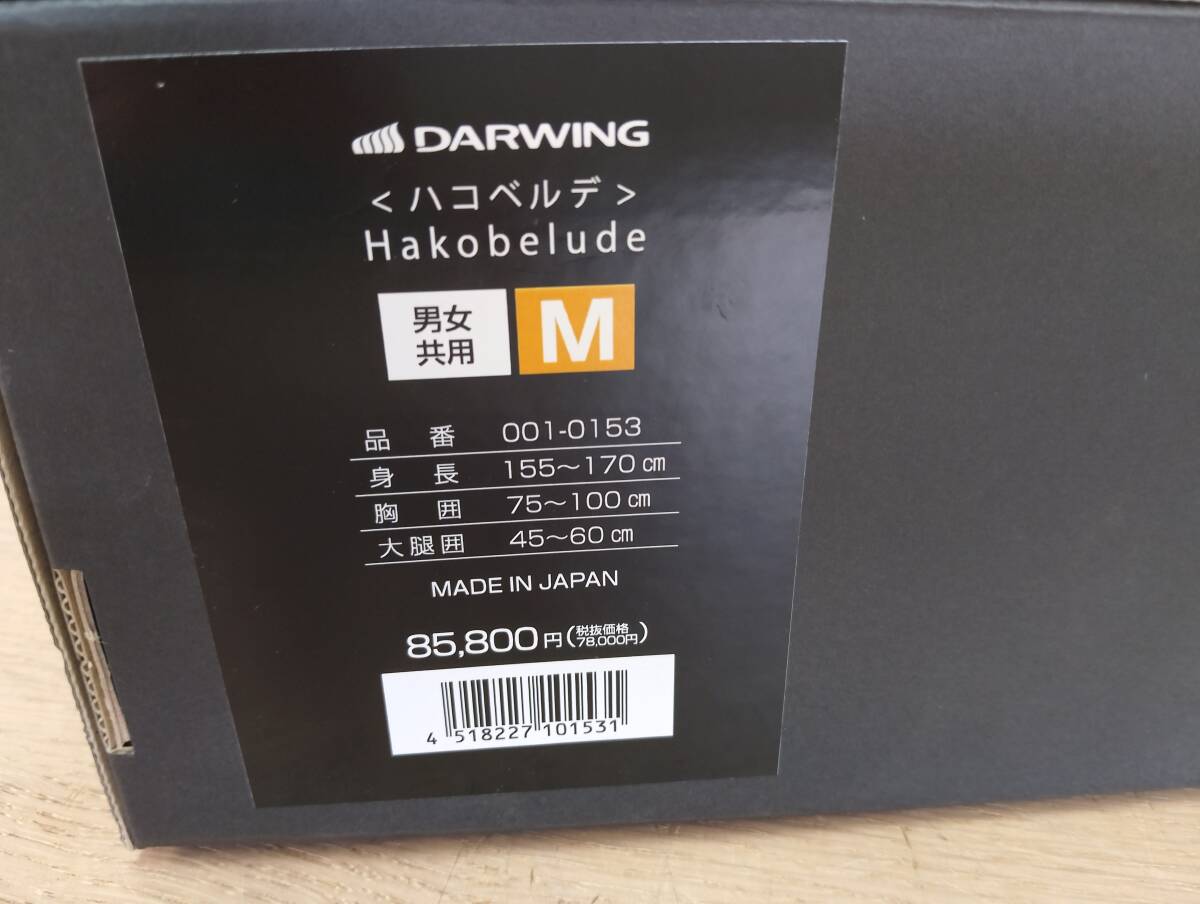 DARWING
<ハコベルデ>
Hakobelude
男女
共用
M
品番 001-0153
身長 155~170㎝
胸囲 75~100㎝
大腿囲 45~60㎝
MADE IN JAPAN
85,800円(税抜価格78,000円)
4 518227 101531